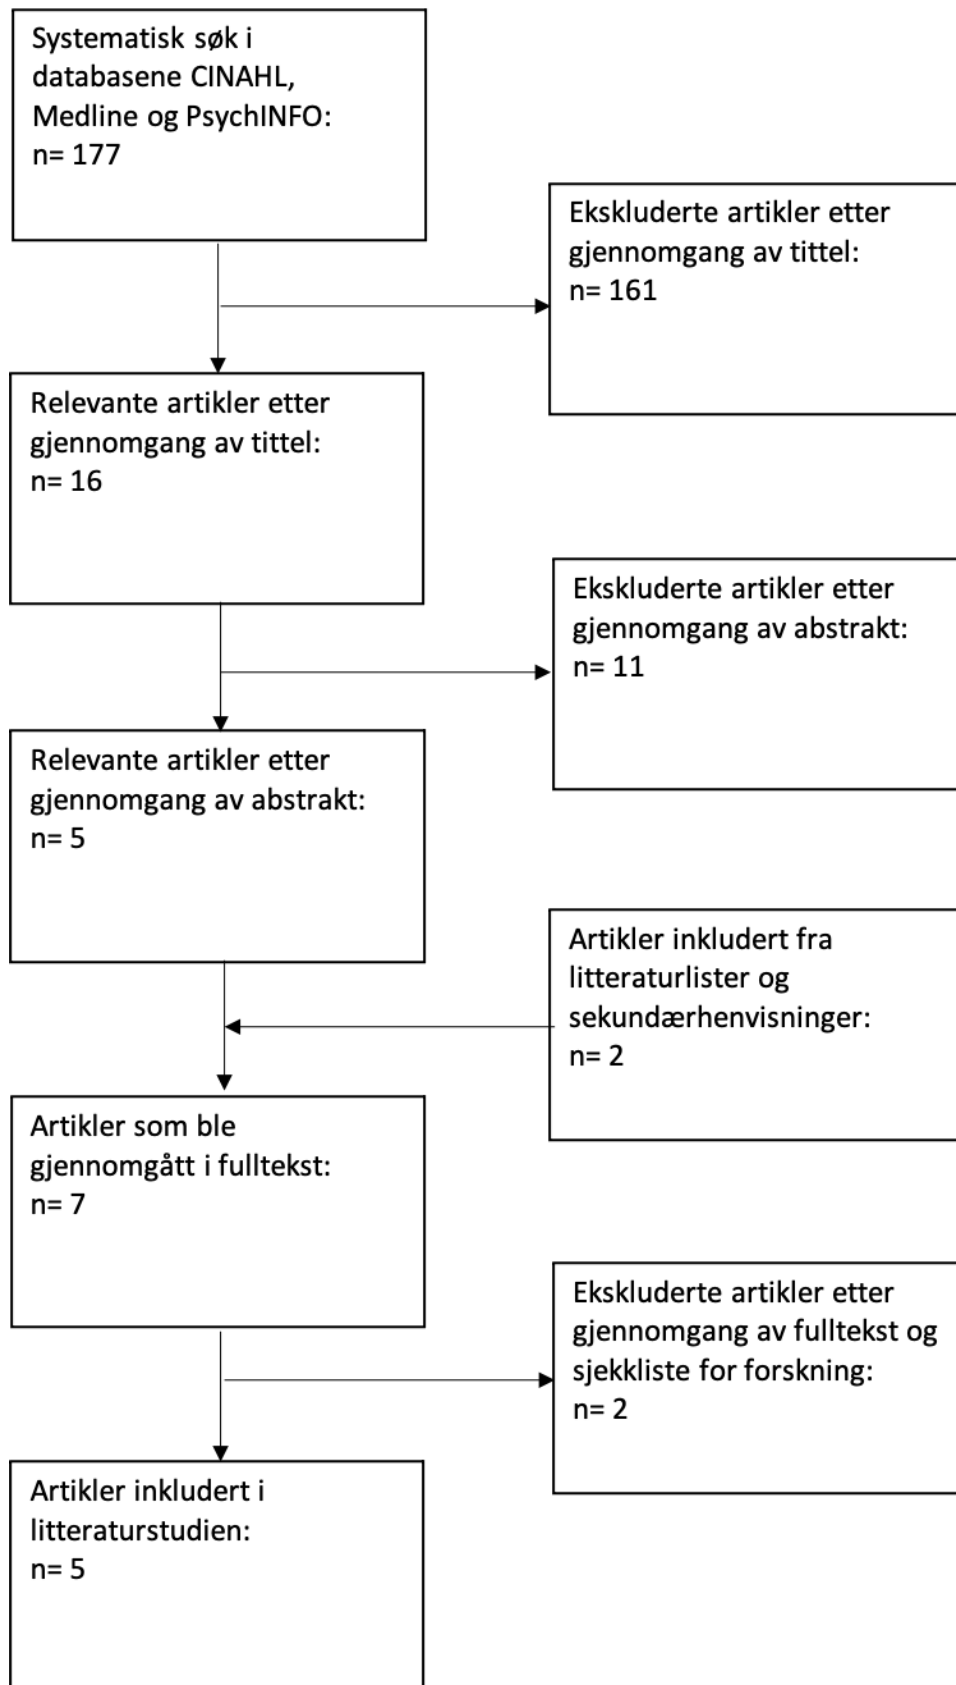 Systematisk søk i
databasene CINAHL,
Medline og PsychINFO:
n= 177
Ekskluderte artikler etter
gjennomgang av tittel:
n= 161
Relevante artikler etter
gjennomgang av tittel:
n= 16
Ekskluderte artikler etter
gjennomgang av abstrakt:
n= 11
Relevante artikler etter
gjennomgang av abstrakt:
n= 5
Artikler inkludert fra
litteraturlister og
sekundærhenvisninger:
n= 2
Artikler som ble
gjennomgått i fulltekst:
n= 7
Ekskluderte artikler etter
gjennomgang av fulltekst og
sjekkliste for forskning:
n= 2
Artikler inkludert i
litteraturstudien:
n= 5